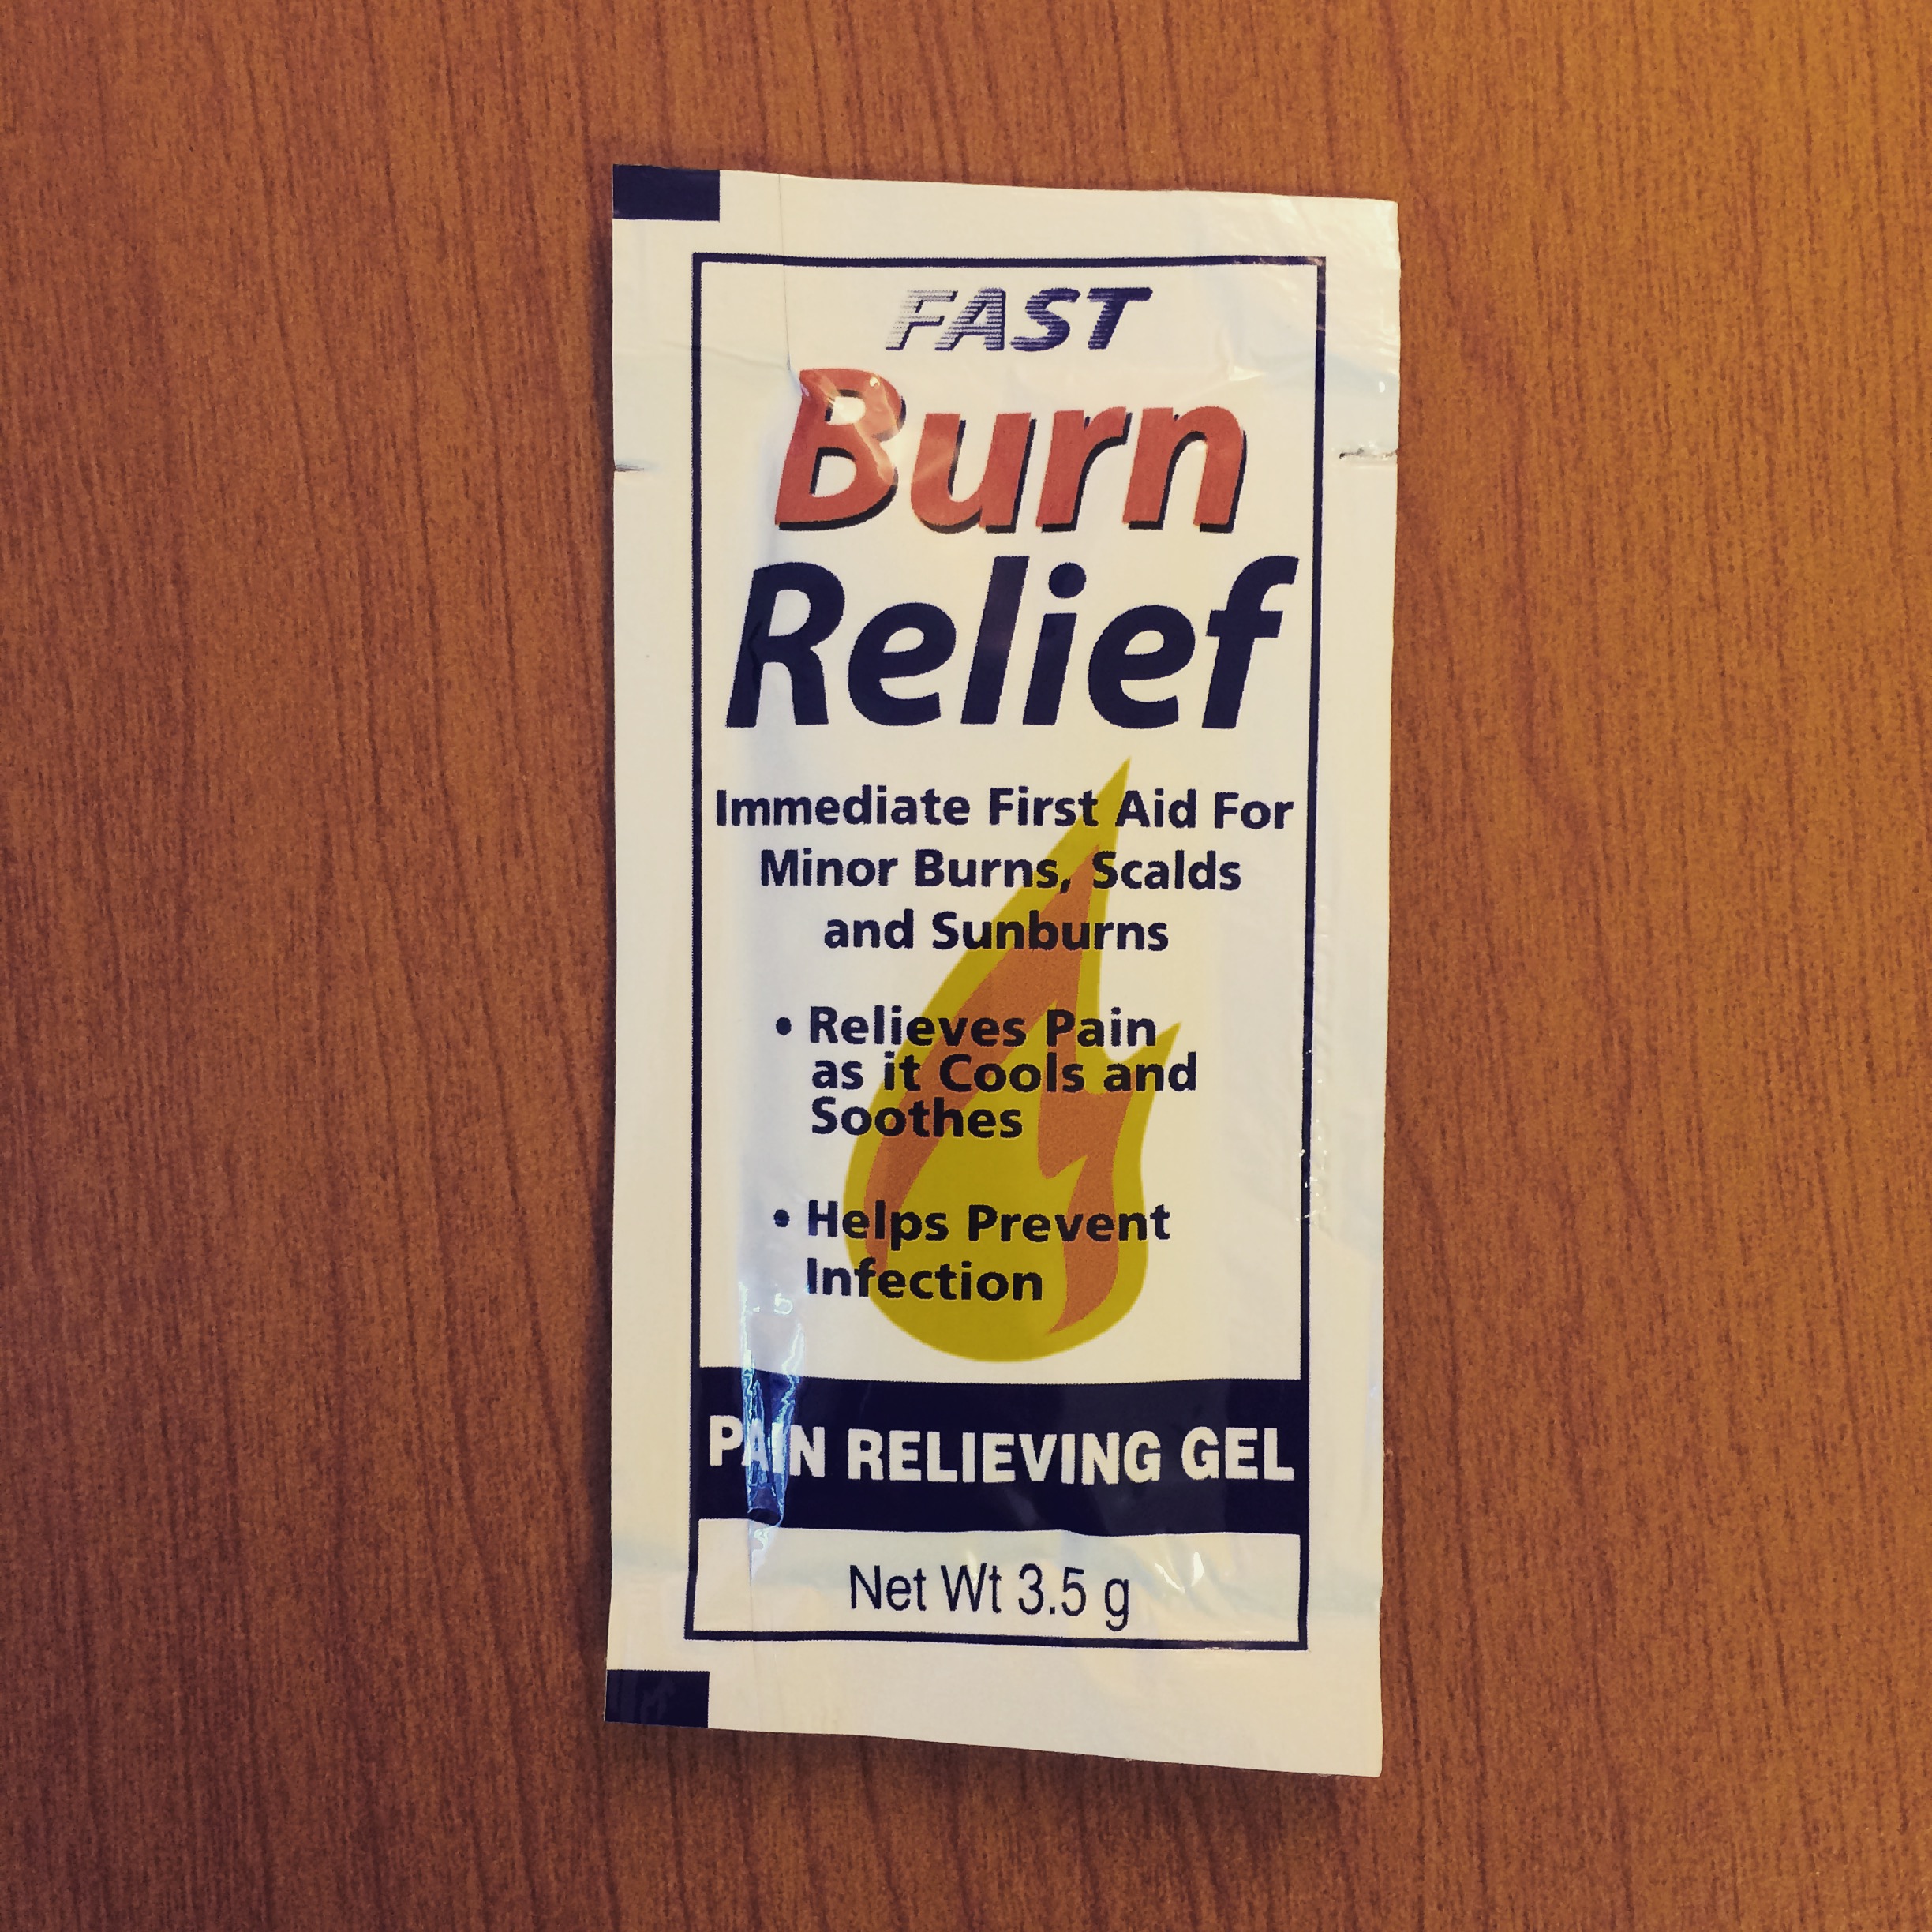 FAST
Burn
Relief
Immediate First Aid For
Minor Burns, Scalds
and Sunburns
• Relieves Pain
as it Cools and
Soothes
• Helps Prevent
Infection
PAIN RELIEVING GEL
Net Wt 3.5 g